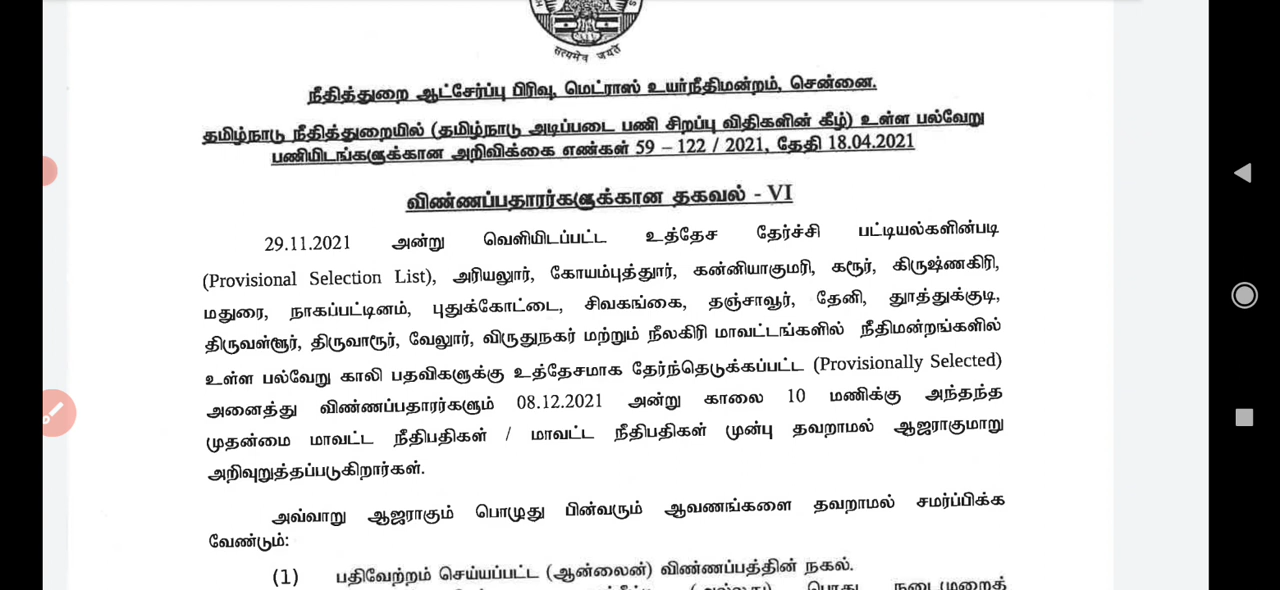 सत्यमेव जयते
நீதித்துறை ஆட்சேர்ப்பு பிரிவு, மெட்ராஸ் உயர்நீதிமன்றம், சென்னை.
தமிழ்நாடு நீதித்துறையில் (தமிழ்நாடு அடிப்படை பணி சிறப்பு விதிகளின் கீழ்) உள்ள பல்வேறு
பணியிடங்களுக்கான அறிவிக்கை எண்கள் 59 – 122 / 2021, தேதி 18.04.2021
விண்ணப்பதாரர்களுக்கான தகவல் - VI
29.11.2021 அன்று வெளியிடப்பட்ட உத்தேச தேர்ச்சி பட்டியல்களின்படி
(Provisional Selection List), அரியலூர், கோயம்புத்தூர், கன்னியாகுமரி, கரூர், கிருஷ்ணகிரி,
மதுரை, நாகப்பட்டினம், புதுக்கோட்டை, சிவகங்கை, தஞ்சாவூர், தேனி, தூத்துக்குடி,
திருவள்ளூர், திருவாரூர், வேலூர், விருதுநகர் மற்றும் நீலகிரி மாவட்டங்களில் நீதிமன்றங்களில்
உள்ள பல்வேறு காலி பதவிகளுக்கு உத்தேசமாக தேர்ந்தெடுக்கப்பட்ட (Provisionally Selected)
அனைத்து விண்ணப்பதாரர்களும் 08.12.2021 அன்று காலை 10 மணிக்கு அந்தந்த
முதன்மை மாவட்ட நீதிபதிகள் / மாவட்ட நீதிபதிகள் முன்பு தவறாமல் ஆஜராகுமாறு
அறிவுறுத்தப்படுகிறார்கள்.
அவ்வாறு ஆஜராகும் பொழுது பின்வரும் ஆவணங்களை தவறாமல் சமர்ப்பிக்க
வேண்டும்:
(1) பதிவேற்றம் செய்யப்பட்ட (ஆன்லைன்) விண்ணப்பத்தின் நகல்.
(அல்லது) பொது நடைமுறைத்